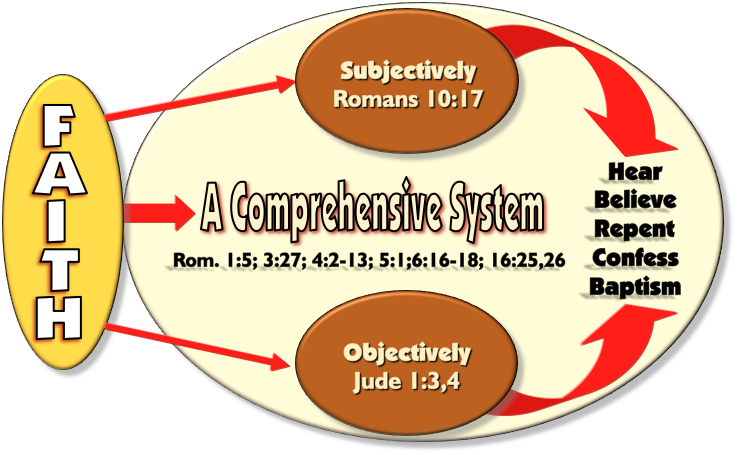 FAITH
Subjectively
Romans 10:17
A Comprehensive System
Rom. 1:5; 3:27; 4:2-13; 5:1;6:16-18; 16:25,26
Objectively
Jude 1:3,4
Hear
Believe
Repent
Confess
Baptism